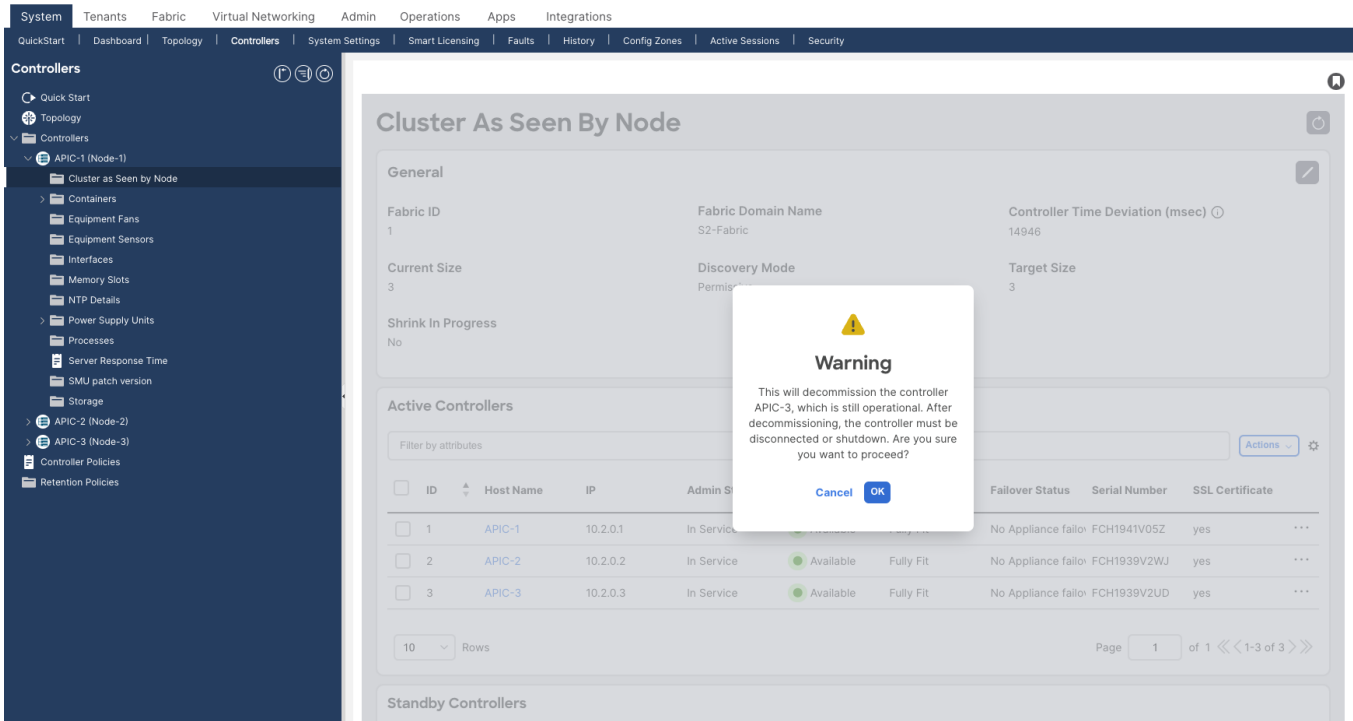 System Tenants Fabric Virtual Networking Admin Operations Apps Integrations
QuickStart | Dashboard | Topology | Controllers | System Settings | Smart Licensing | Faults | History | Config Zones | Active Sessions | Security
Controllers
Quick Start
Topology
Controllers
APIC-1 (Node-1)
Cluster as Seen by Node
Containers
Equipment Fans
Equipment Sensors
Interfaces
Memory Slots
NTP Details
Power Supply Units
Processes
Server Response Time
SMU patch version
Storage
APIC-2 (Node-2)
APIC-3 (Node-3)
Controller Policies
Retention Policies
Cluster As Seen By Node
General
Fabric ID Fabric Domain Name Controller Time Deviation (msec)
1 S2-Fabric 14946
Current Size Discovery Mode Target Size
3 3
Shrink In Progress
No
Warning
This will decommission the controller
APIC-3, which is still operational. After
decommissioning, the controller must be
disconnected or shutdown. Are you sure
you want to proceed?
Cancel OK
Active Controllers
Filter by attributes Actions
ID Host Name IP Failover Status Serial Number SSL Certificate
1 APIC-1 10.2.0.1 In Service Available Fully Fit No Appliance FCH1941V05Z yes
2 APIC-2 10.2.0.2 In Service Available Fully Fit No Appliance FCH1939V2WJ yes
3 APIC-3 10.2.0.3 In Service Available Fully Fit No Appliance FCH1939V2UD yes
10 Rows Page 1 of 1 1-3 of 3
Standby Controllers